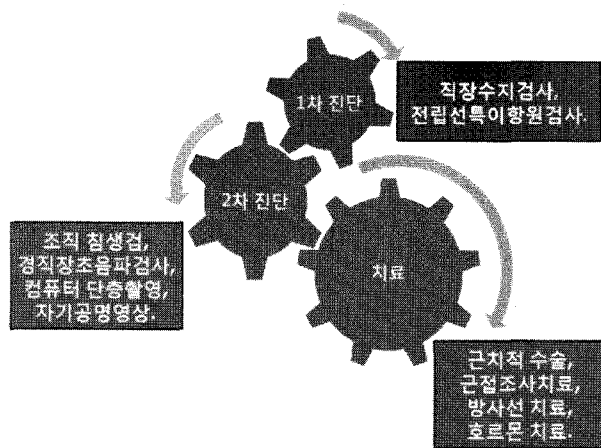 1차 진단
직장수지검사,
전립선특이항원검사.
2차 진단
조직 침생검,
경직장초음파검사,
컴퓨터 단층촬영,
자기공명영상.
치료
근치적 수술,
근접조사치료,
방사선 치료,
호르몬 치료.